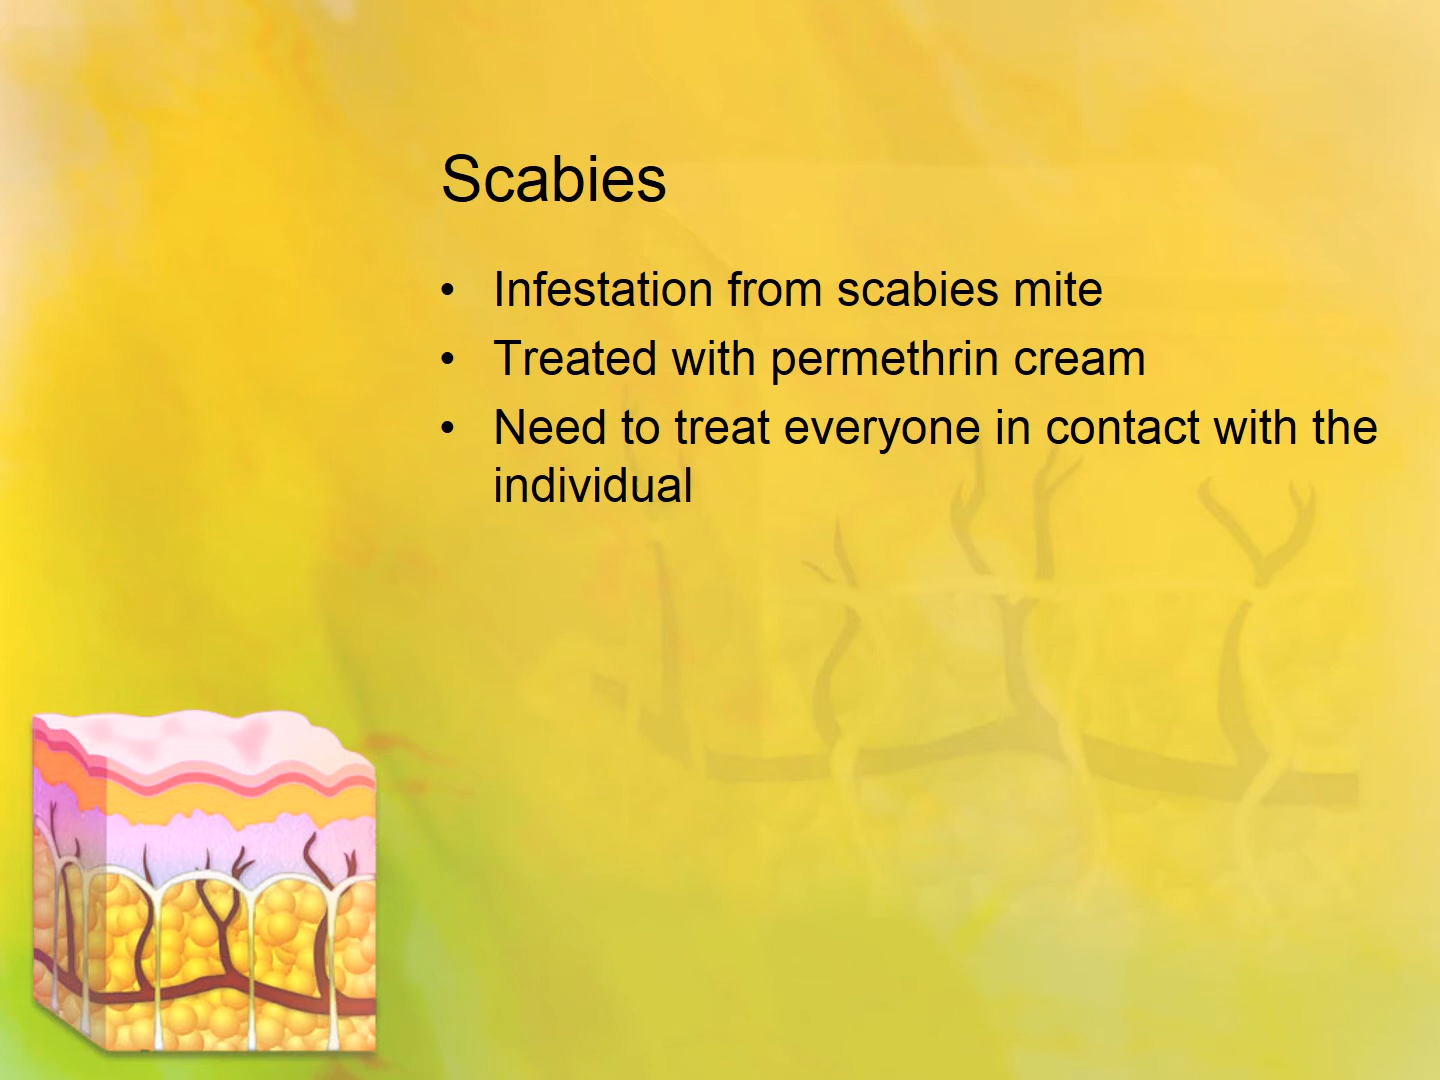 Scabies
• Infestation from scabies mite
• Treated with permethrin cream
• Need to treat everyone in contact with the
individual